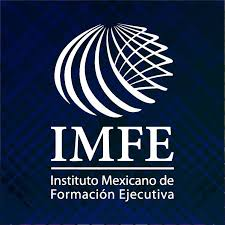 IMFE
Instituto Mexicano de
Formación Ejecutiva